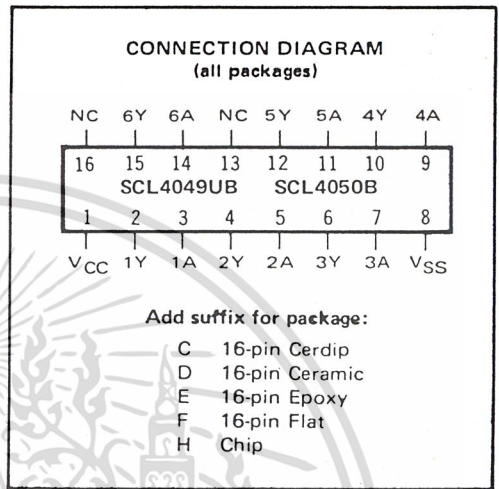 CONNECTION DIAGRAM
(all packages)
NC 6Y 6A NC 5Y 5A 4Y 4A
16 15 14 13 12 11 10 9
SCL4049UB SCL4050B
1 2 3 4 5 6 7 8
VCC 1Y 1A 2Y 2A 3Y 3A VSS
Add suffix for package:
C 16-pin Cerdip
D 16-pin Ceramic
E 16-pin Epoxy
F 16-pin Flat
H Chip